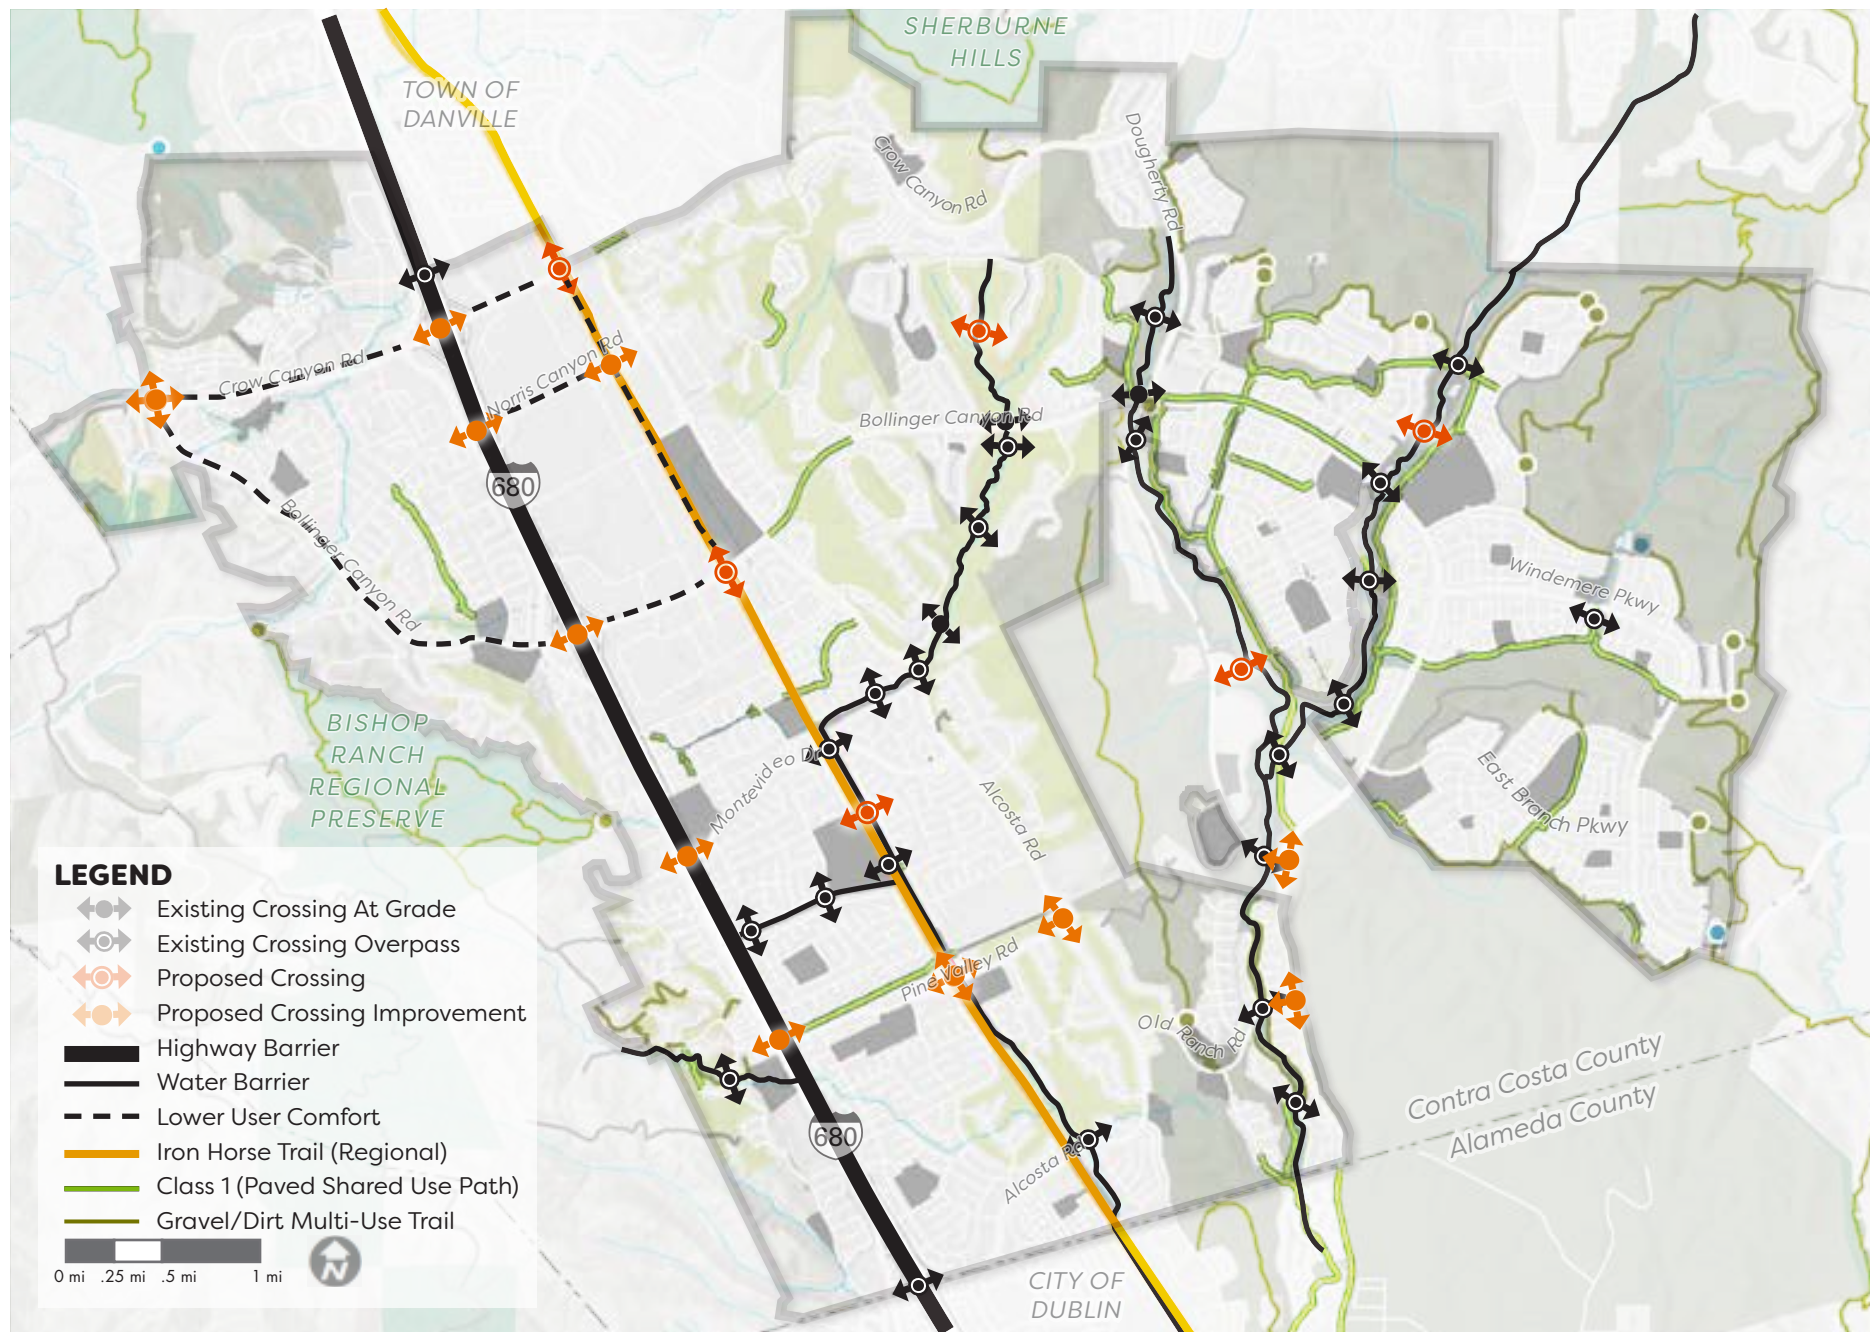 SHERBURNE
HILLS
TOWN OF
DANVILLE
Crow Canyon Rd
Dougherty Rd
Crow Canyon Rd
Norris Canyon Rd
Bollinger Canyon Rd
680
Bollinger Canyon Rd
Windemere Pkwy
BISHOP
RANCH
REGIONAL
PRESERVE
Montevideo Dr
Alcosta Rd
East Branch Pkwy
Pine Valley Rd
Old Ranch Rd
Contra Costa County
Alameda County
680
Alcosta Rd
CITY OF
DUBLIN
LEGEND
Existing Crossing At Grade
Existing Crossing Overpass
Proposed Crossing
Proposed Crossing Improvement
Highway Barrier
Water Barrier
Lower User Comfort
Iron Horse Trail (Regional)
Class 1 (Paved Shared Use Path)
Gravel/Dirt Multi-Use Trail
0 mi .25 mi .5 mi 1 mi
N